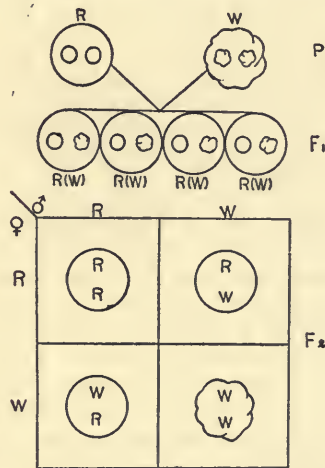 R W
P
F₁
R(W) R(W) R(W) R(W)
♂ R W
♀
R R W
R W
F₂
W W W
R W